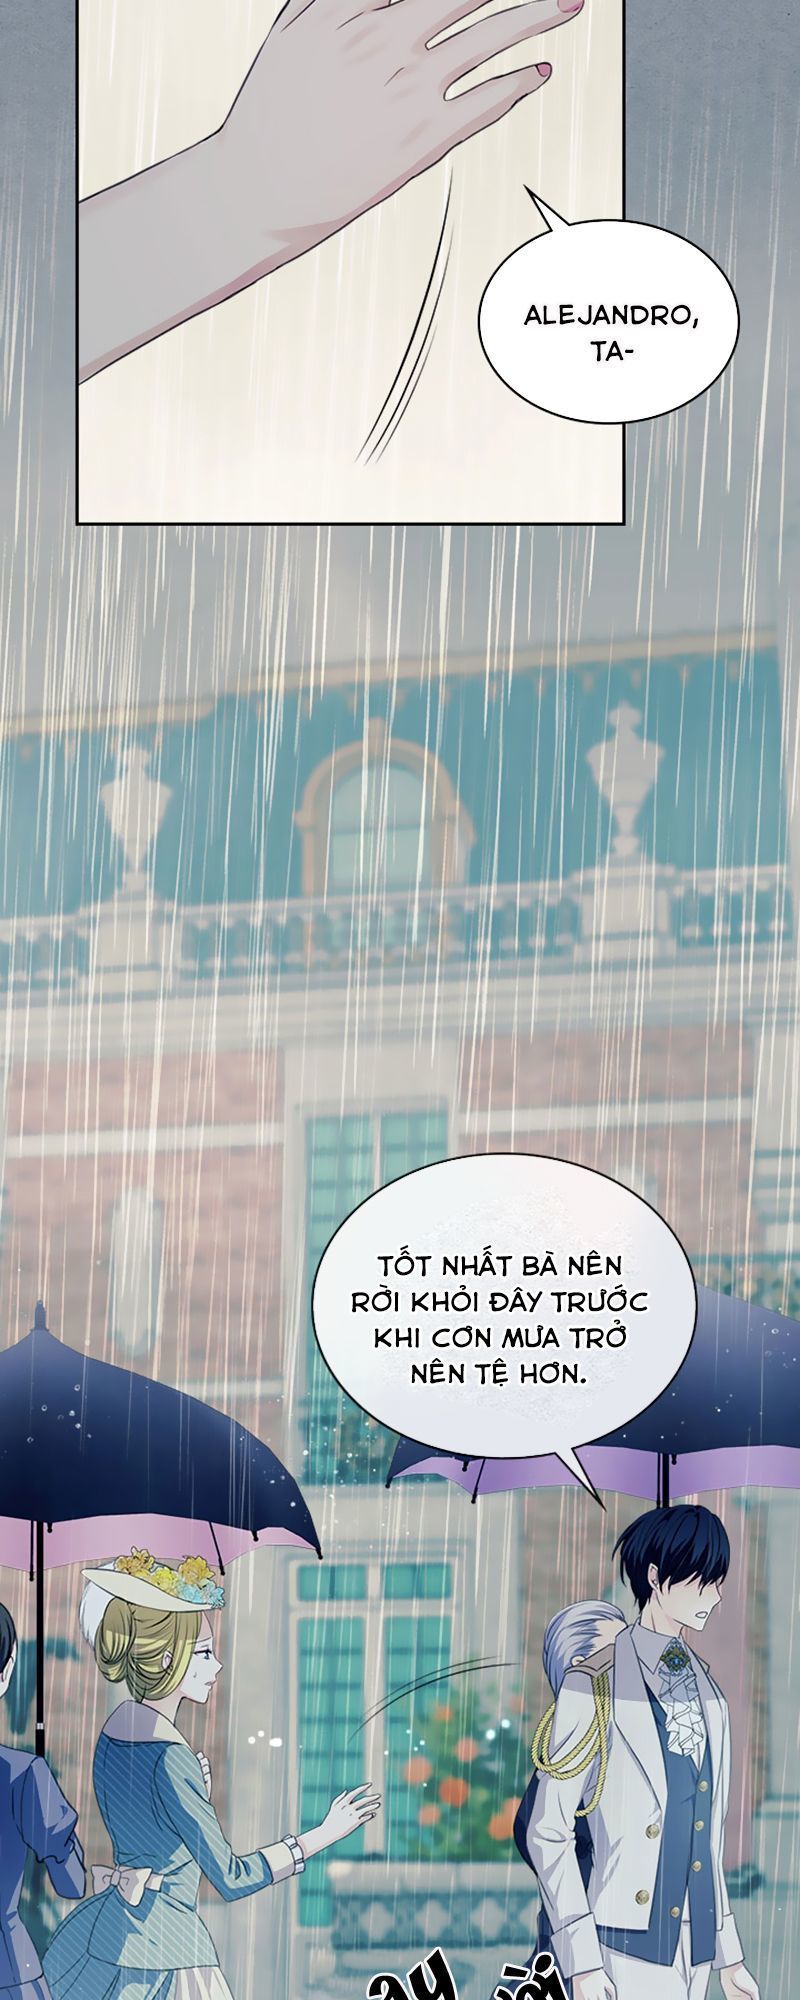 ALEJANDRO,
TA-
TỐT NHẤT BÀ NÊN
RỜI KHỎI ĐÂY TRƯỚC
KHI CƠN MƯA TRỞ
NÊN TỆ HƠN.